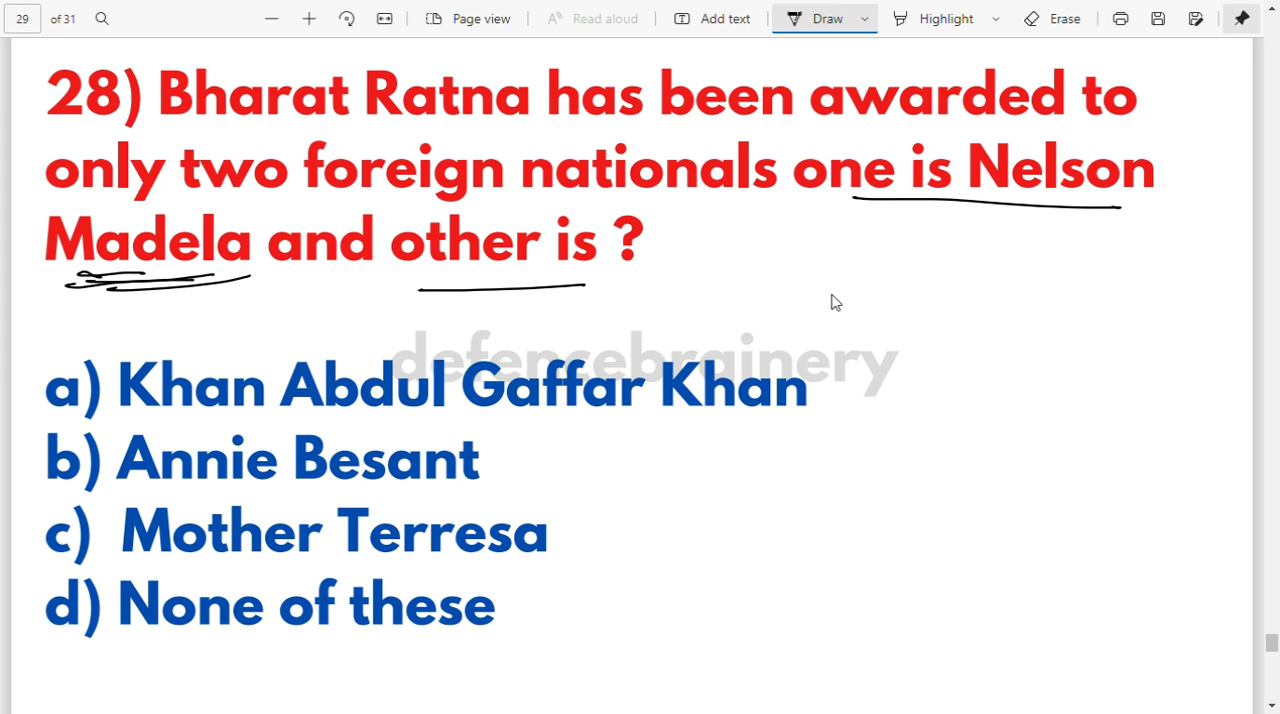 29 of 31 Page view Read aloud Add text Draw Highlight Erase
28) Bharat Ratna has been awarded to
only two foreign nationals one is Nelson
Madela and other is ?
defencebrainery
a) Khan Abdul Gaffar Khan
b) Annie Besant
c) Mother Terresa
d) None of these